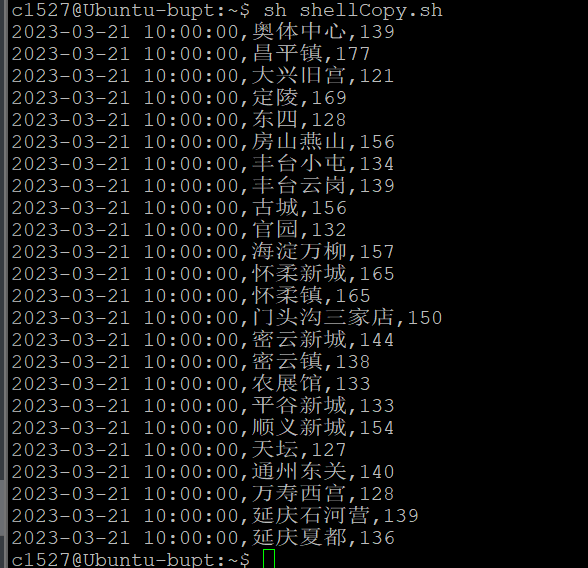 c1527@Ubuntu-bupt:~$ sh shellCopy.sh
2023-03-21 10:00:00,奥体中心,139
2023-03-21 10:00:00,昌平镇,177
2023-03-21 10:00:00,大兴旧宫,121
2023-03-21 10:00:00,定陵,169
2023-03-21 10:00:00,东四,128
2023-03-21 10:00:00,房山燕山,156
2023-03-21 10:00:00,丰台小屯,134
2023-03-21 10:00:00,丰台云岗,139
2023-03-21 10:00:00,古城,156
2023-03-21 10:00:00,官园,132
2023-03-21 10:00:00,海淀万柳,157
2023-03-21 10:00:00,怀柔新城,165
2023-03-21 10:00:00,怀柔镇,165
2023-03-21 10:00:00,门头沟三家店,150
2023-03-21 10:00:00,密云新城,144
2023-03-21 10:00:00,密云镇,138
2023-03-21 10:00:00,农展馆,133
2023-03-21 10:00:00,平谷新城,133
2023-03-21 10:00:00,顺义新城,154
2023-03-21 10:00:00,天坛,127
2023-03-21 10:00:00,通州东关,140
2023-03-21 10:00:00,万寿西宫,128
2023-03-21 10:00:00,延庆石河营,139
2023-03-21 10:00:00,延庆夏都,136
c1527@Ubuntu-bupt:~$